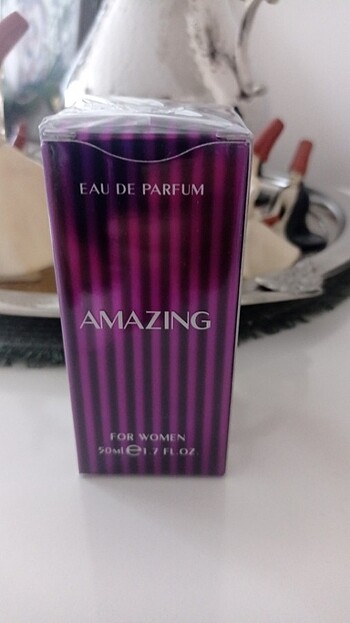 EAU DE PARFUM
AMAZING
FOR WOMEN
50ml e 1.7 FL.OZ.